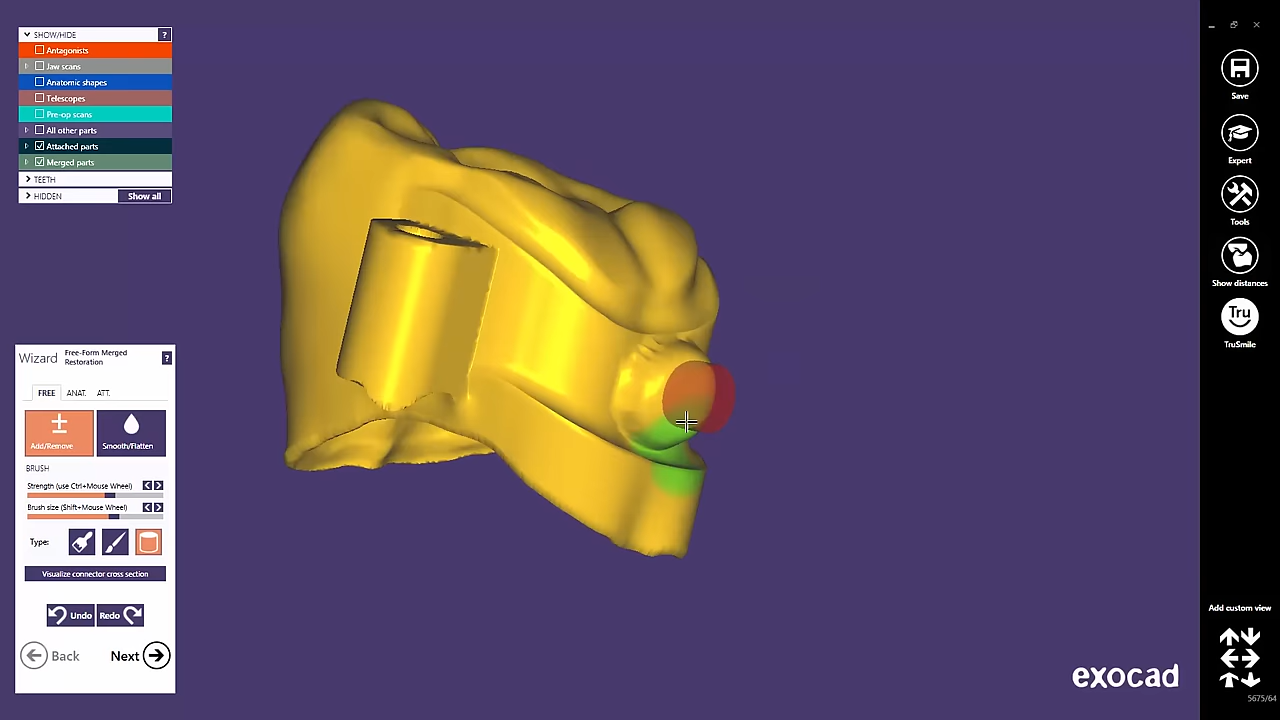 SHOW/HIDE ?
Antagonists
Jaw scans
Anatomic shapes
Telescopes
Pre-op scans
All other parts
Attached parts
Merged parts
TEETH
HIDDEN Show all
Wizard Free-Form Merged Restoration ?
FREE ANAT. ATT.
Add/Remove Smooth/Flatten
BRUSH
Strength (use Ctrl+Mouse Wheel)
Brush size (Shift+Mouse Wheel)
Type:
Visualize connector cross section
Undo Redo
Back Next
Save
Expert
Tools
Show distances
Tru
TruSmile
Add custom view
exocad
5675/64